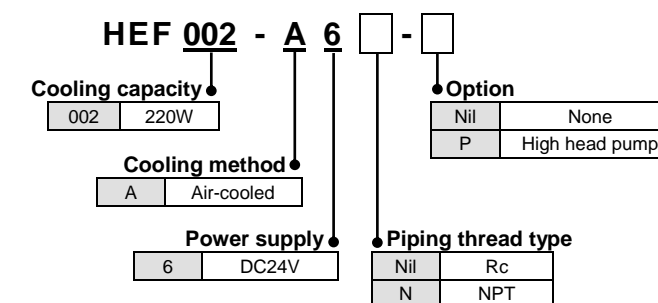 HEF 002 - A 6 □ - □
Cooling capacity
002 220W
Cooling method
A Air-cooled
Power supply
6 DC24V
Option
Nil None
P High head pump
Piping thread type
Nil Rc
N NPT